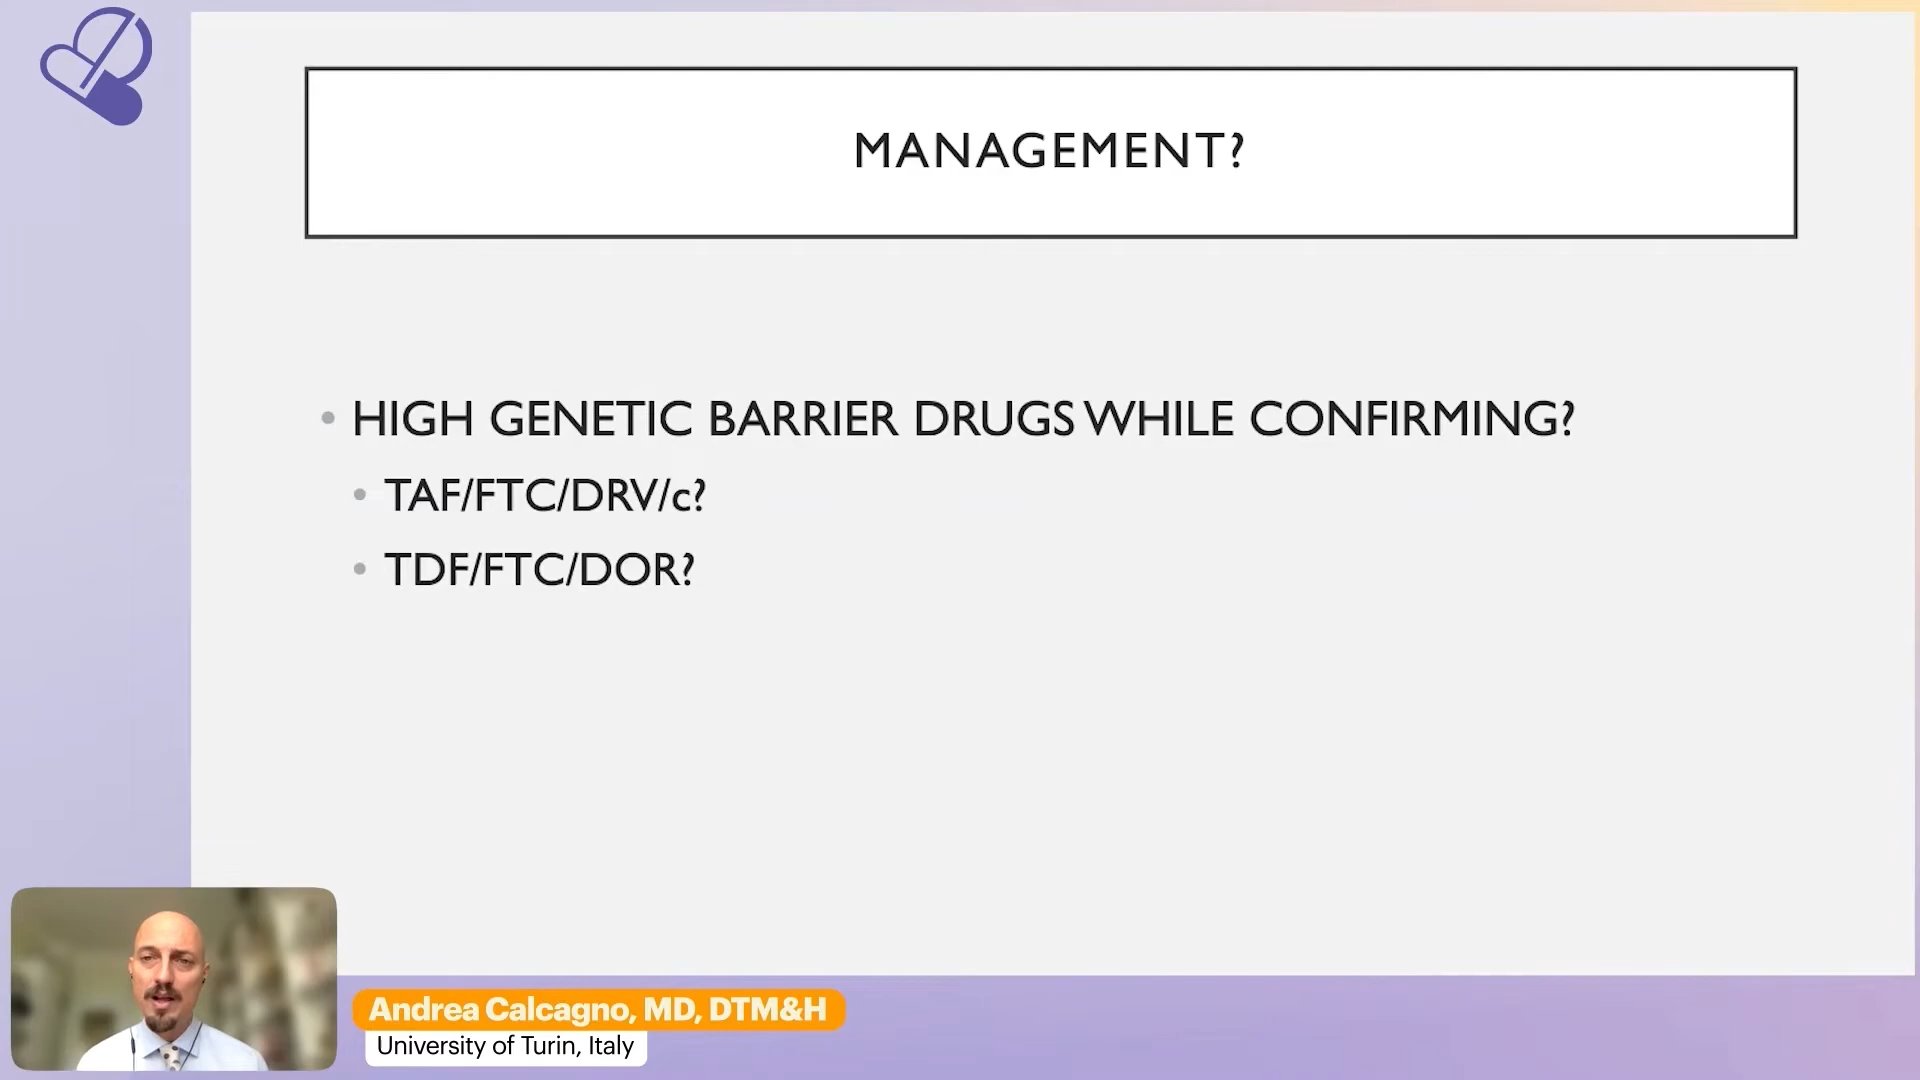 MANAGEMENT?
• HIGH GENETIC BARRIER DRUGS WHILE CONFIRMING?
• TAF/FTC/DRV/c?
• TDF/FTC/DOR?
Andrea Calcagno, MD, DTM&H
University of Turin, Italy